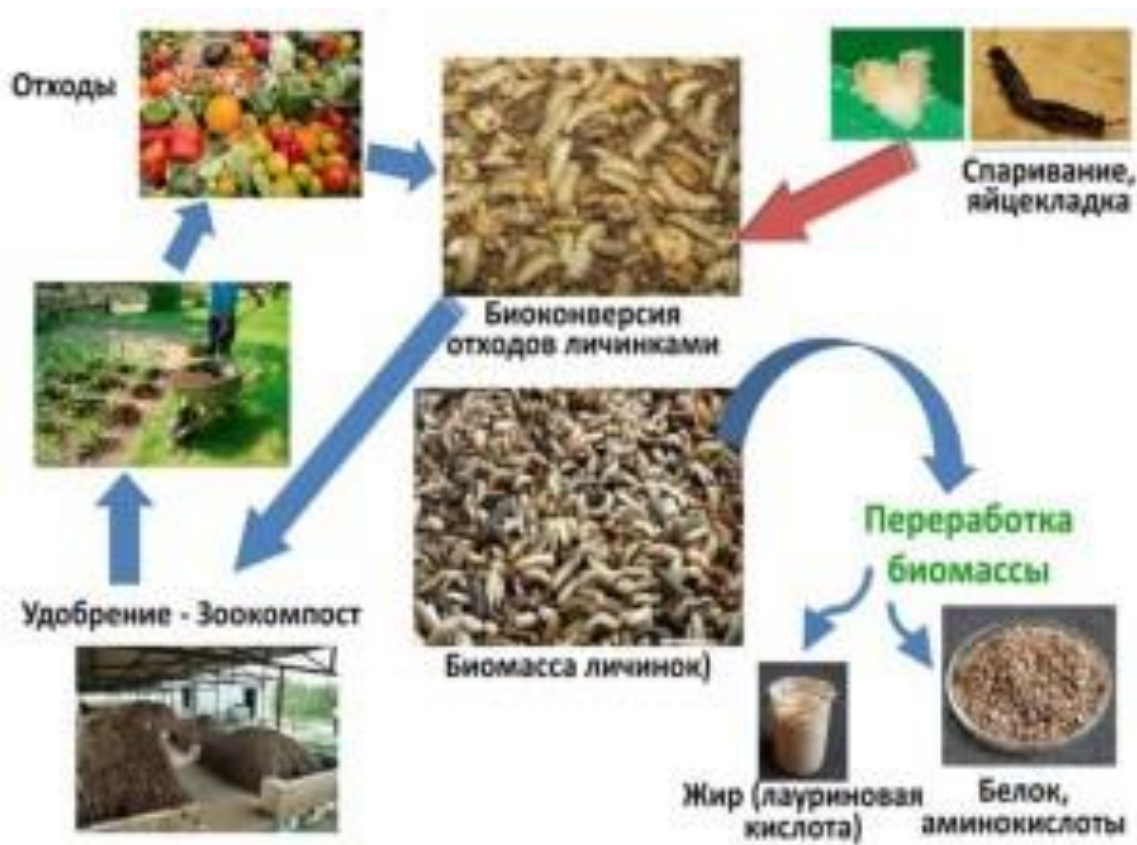 Отходы
Спаривание,
яйцекладка
Биоконверсия
отходов личинками
Переработка
биомассы
Удобрение - Зоокомпост
Биомасса личинок)
Жир (лауриновая
кислота)
Белок,
аминокислоты